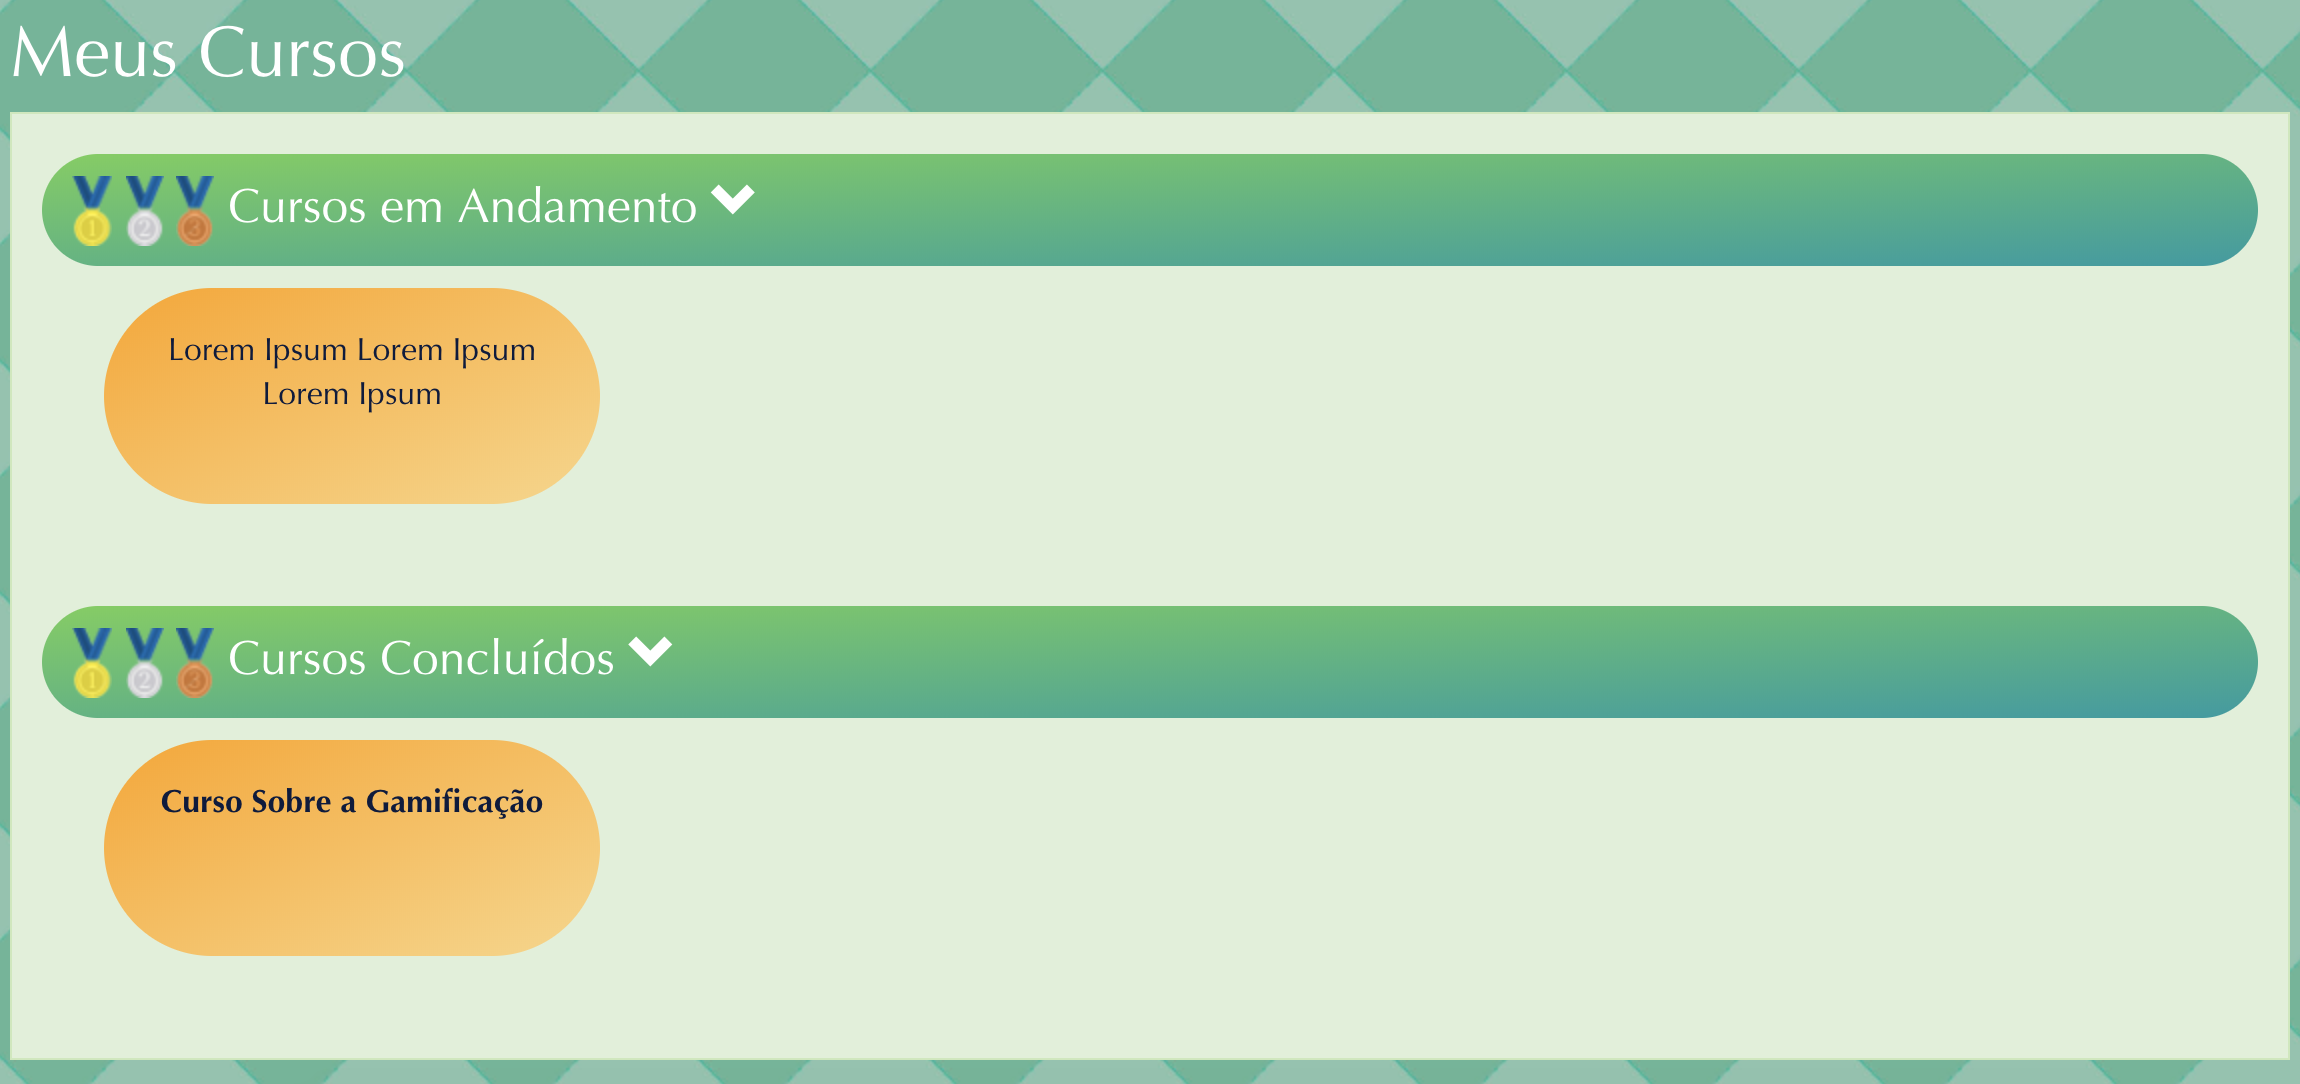 Meus Cursos
🥇🥈🥉 Cursos em Andamento
Lorem Ipsum Lorem Ipsum
Lorem Ipsum
🥇🥈🥉 Cursos Concluídos
Curso Sobre a Gamificação